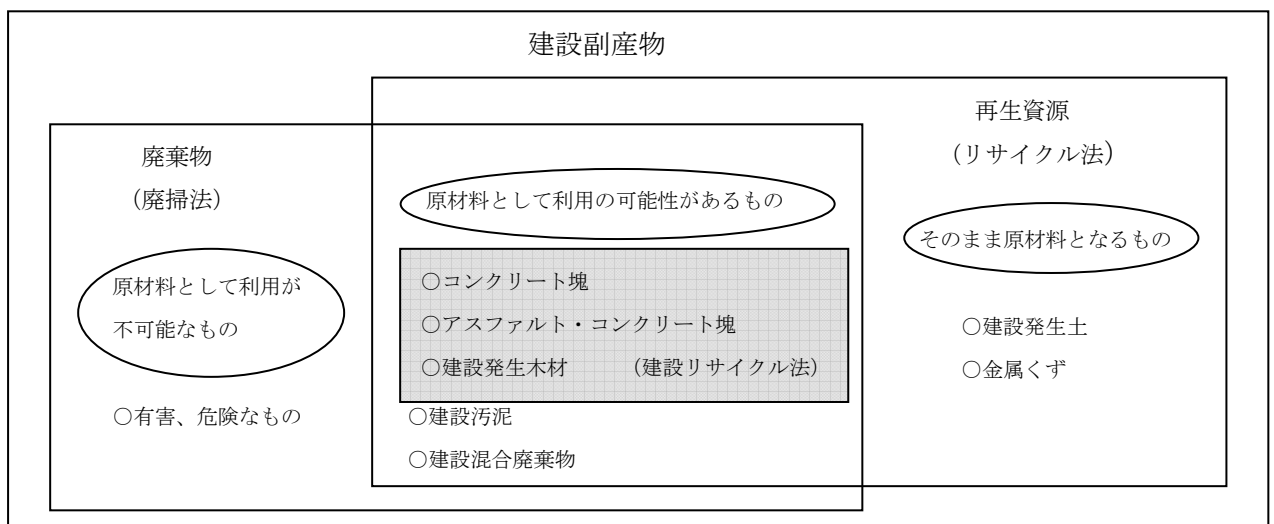 建設副産物
再生資源
(リサイクル法)
廃棄物
(廃掃法)
原材料として利用の可能性があるもの
そのまま原材料となるもの
原材料として利用が
不可能なもの
○コンクリート塊
○アスファルト・コンクリート塊
○建設発生木材 (建設リサイクル法)
○建設発生土
○金属くず
○有害、危険なもの
○建設汚泥
○建設混合廃棄物